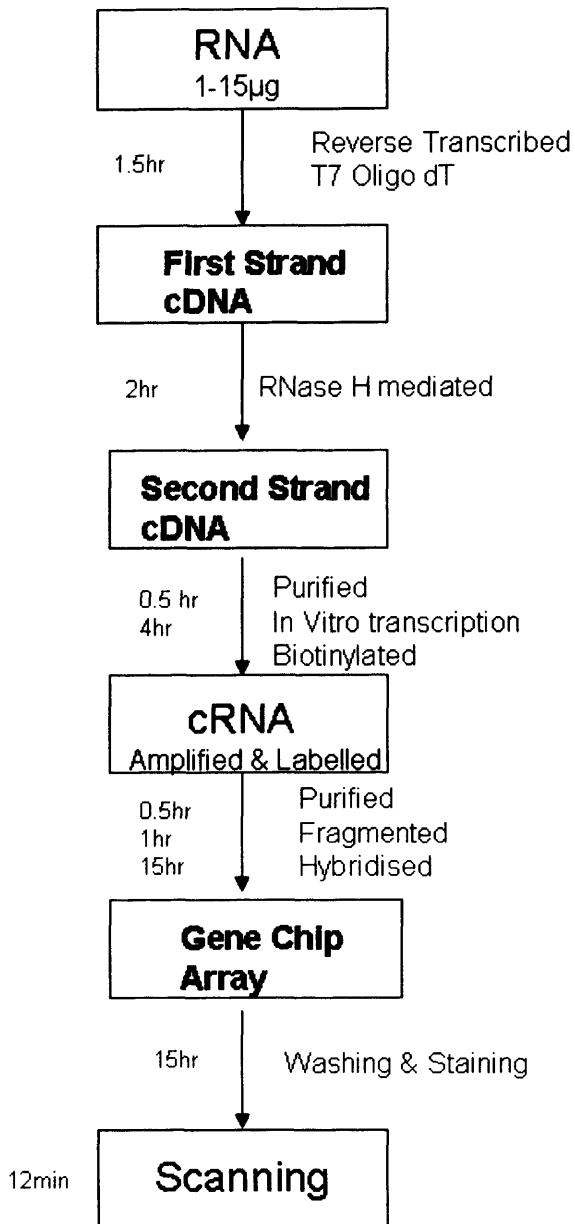 RNA
1-15µg
1.5hr
Reverse Transcribed
T7 Oligo dT
First Strand
cDNA
2hr
RNase H mediated
Second Strand
cDNA
0.5 hr
4hr
Purified
In Vitro transcription
Biotinylated
cRNA
Amplified & Labelled
0.5hr
1hr
15hr
Purified
Fragmented
Hybridised
Gene Chip
Array
15hr
Washing & Staining
12min
Scanning